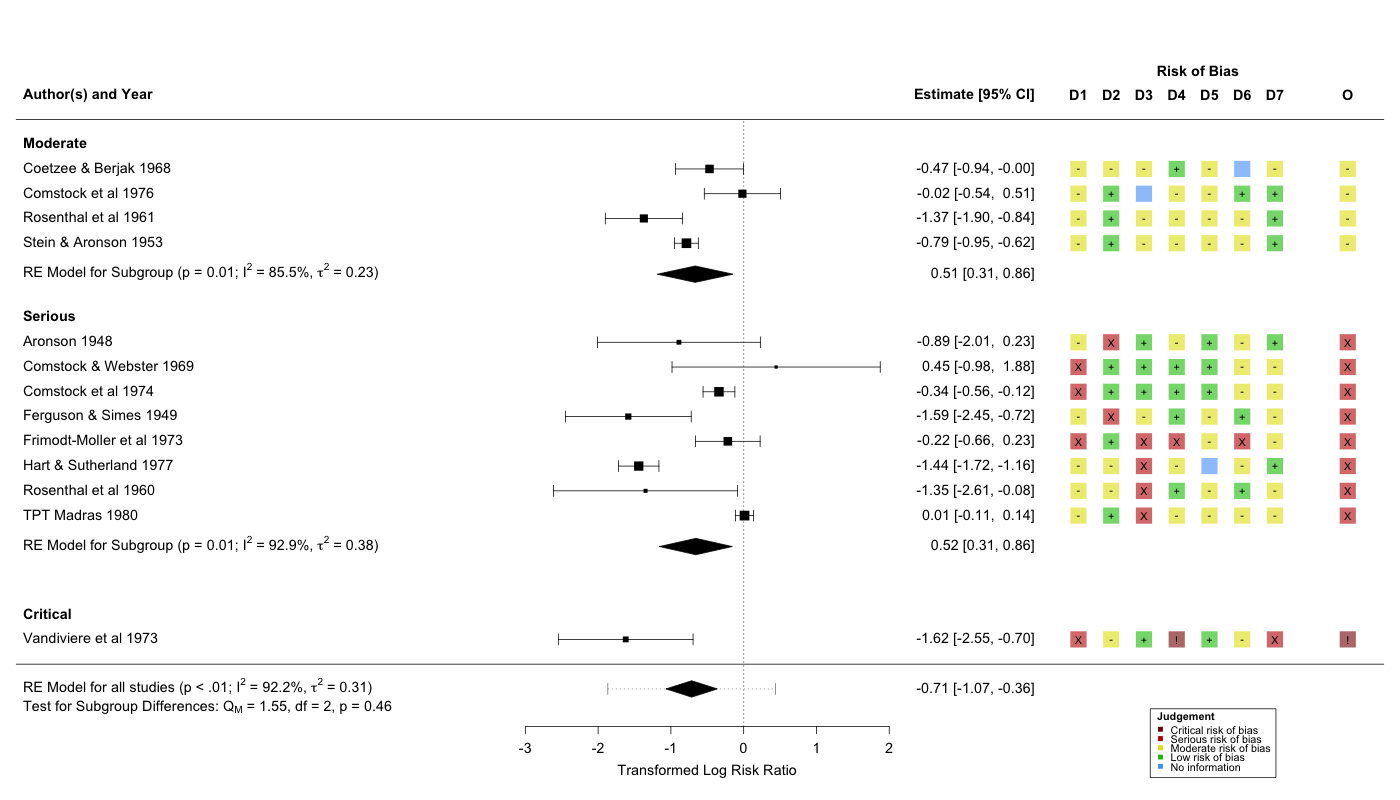 Risk of Bias
Author(s) and Year Estimate [95% CI] D1 D2 D3 D4 D5 D6 D7 O
Moderate
Coetzee & Berjak 1968 -0.47 [-0.94, -0.00] - - - + - - -
Comstock et al 1976 -0.02 [-0.54, 0.51] - + - - + + -
Rosenthal et al 1961 -1.37 [-1.90, -0.84] - + - - - - + -
Stein & Aronson 1953 -0.79 [-0.95, -0.62] - + - - - - + -
RE Model for Subgroup (p = 0.01; I² = 85.5%, τ² = 0.23) 0.51 [0.31, 0.86]
Serious
Aronson 1948 -0.89 [-2.01, 0.23] - X + - + - + X
Comstock & Webster 1969 0.45 [-0.98, 1.88] X + + + + - - X
Comstock et al 1974 -0.34 [-0.56, -0.12] X + + + + - - X
Ferguson & Simes 1949 -1.59 [-2.45, -0.72] - X - + - + - X
Frimodt-Moller et al 1973 -0.22 [-0.66, 0.23] X + X X - X - X
Hart & Sutherland 1977 -1.44 [-1.72, -1.16] - - X - - + X
Rosenthal et al 1960 -1.35 [-2.61, -0.08] - - X + - + - X
TPT Madras 1980 0.01 [-0.11, 0.14] - + X - - - - X
RE Model for Subgroup (p = 0.01; I² = 92.9%, τ² = 0.38) 0.52 [0.31, 0.86]
Critical
Vandiviere et al 1973 -1.62 [-2.55, -0.70] X - + ! + - X !
RE Model for all studies (p < .01; I² = 92.2%, τ² = 0.31) -0.71 [-1.07, -0.36]
Test for Subgroup Differences: Q_M = 1.55, df = 2, p = 0.46
-3 -2 -1 0 1 2
Transformed Log Risk Ratio
Judgement
Critical risk of bias
Serious risk of bias
Moderate risk of bias
Low risk of bias
No information